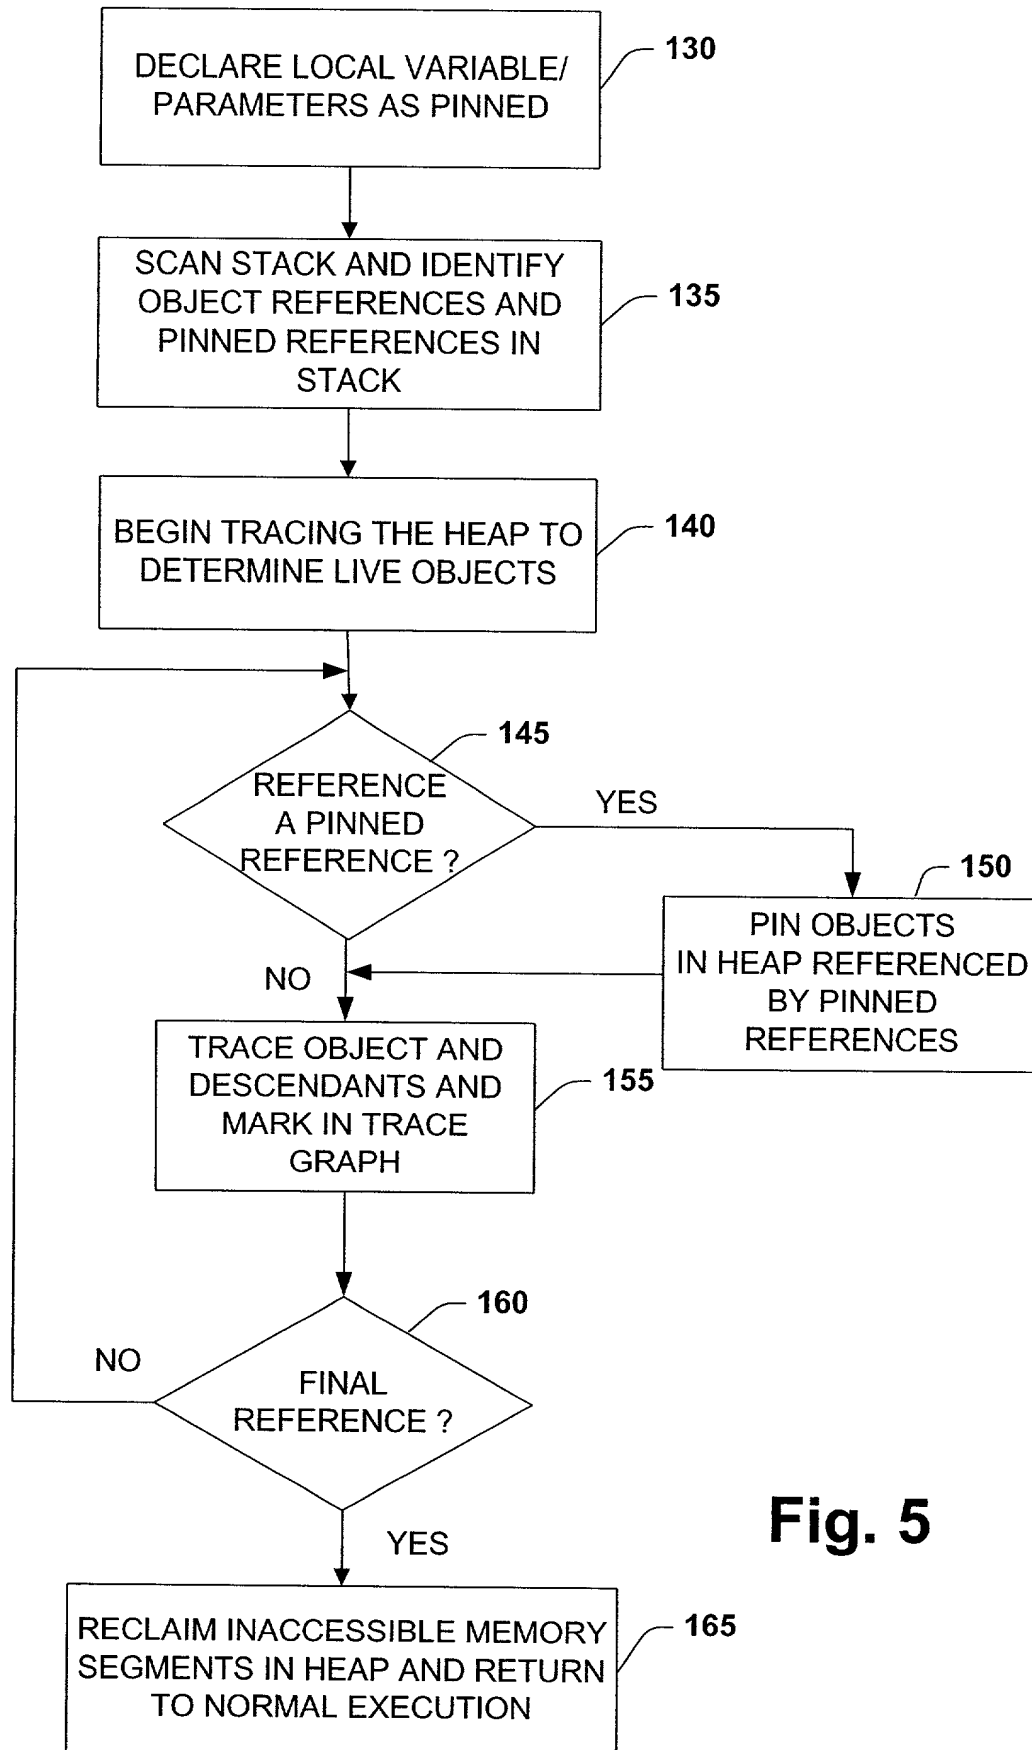 DECLARE LOCAL VARIABLE/
PARAMETERS AS PINNED
130
SCAN STACK AND IDENTIFY
OBJECT REFERENCES AND
PINNED REFERENCES IN
STACK
135
BEGIN TRACING THE HEAP TO
DETERMINE LIVE OBJECTS
140
145
REFERENCE
A PINNED
REFERENCE ?
YES
150
PIN OBJECTS
IN HEAP REFERENCED
BY PINNED
REFERENCES
NO
TRACE OBJECT AND
DESCENDANTS AND
MARK IN TRACE
GRAPH
155
160
NO
FINAL
REFERENCE ?
YES
Fig. 5
RECLAIM INACCESSIBLE MEMORY
SEGMENTS IN HEAP AND RETURN
TO NORMAL EXECUTION
165